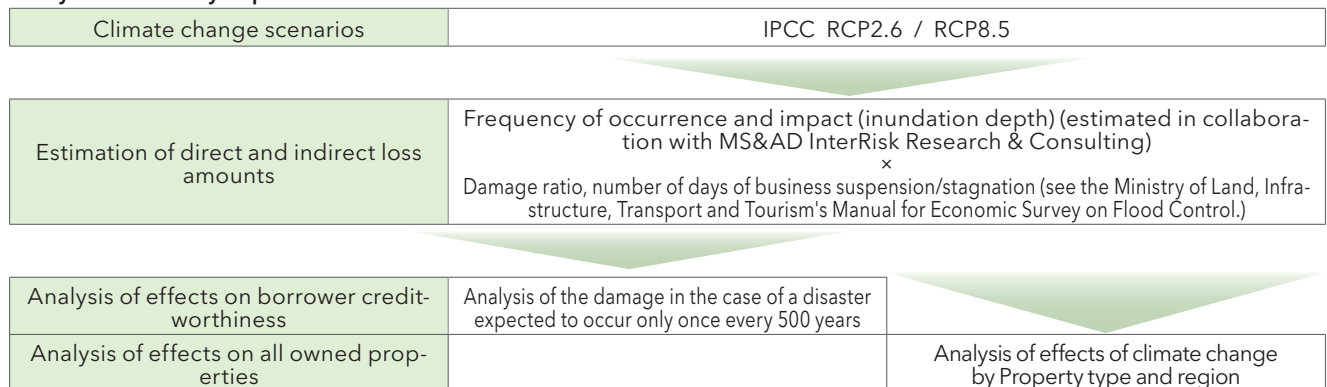 Climate change scenarios
IPCC RCP2.6 / RCP8.5
Estimation of direct and indirect loss
amounts
Frequency of occurrence and impact (inundation depth) (estimated in collabora-
tion with MS&AD InterRisk Research & Consulting)
×
Damage ratio, number of days of business suspension/stagnation (see the Ministry of Land, Infra-
structure, Transport and Tourism's Manual for Economic Survey on Flood Control.)
Analysis of effects on borrower credit-
worthiness
Analysis of the damage in the case of a disaster
expected to occur only once every 500 years
Analysis of effects on all owned prop-
erties
Analysis of effects of climate change
by Property type and region